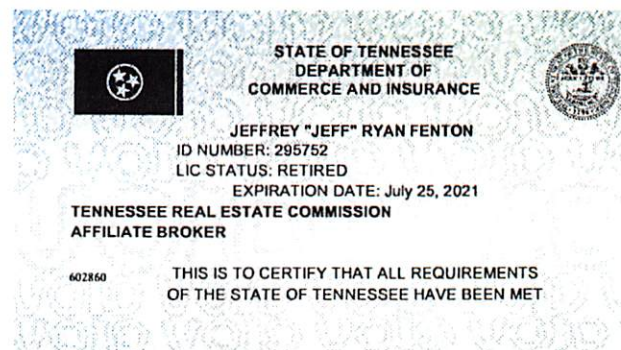 STATE OF TENNESSEE
DEPARTMENT OF
COMMERCE AND INSURANCE
JEFFREY "JEFF" RYAN FENTON
ID NUMBER: 295752
LIC STATUS: RETIRED
EXPIRATION DATE: July 25, 2021
TENNESSEE REAL ESTATE COMMISSION
AFFILIATE BROKER
602860
THIS IS TO CERTIFY THAT ALL REQUIREMENTS
OF THE STATE OF TENNESSEE HAVE BEEN MET